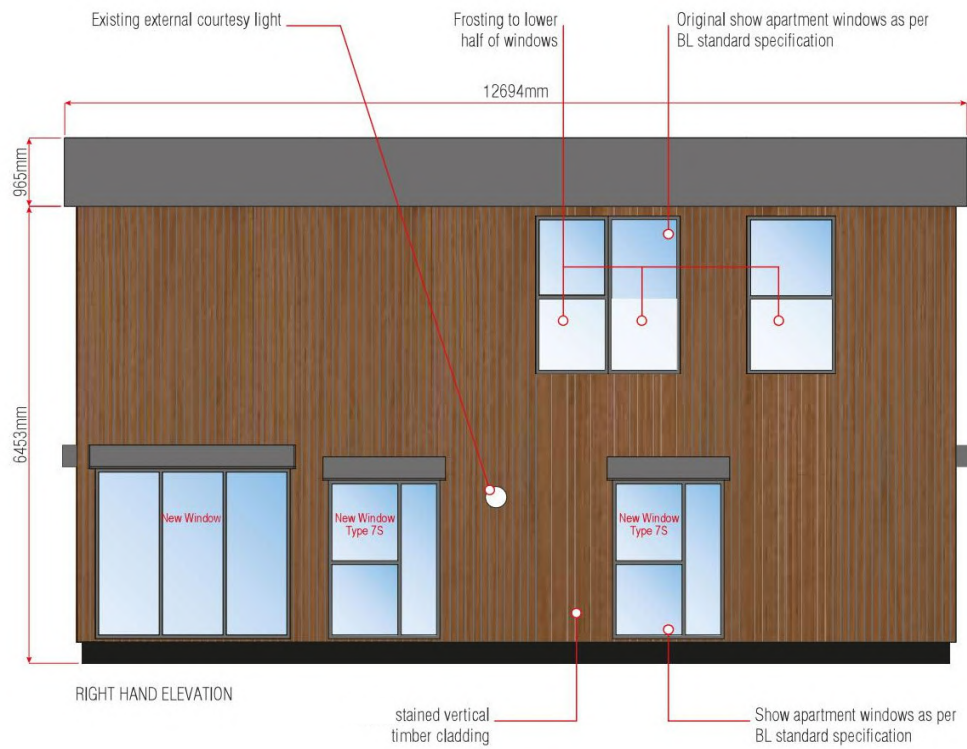 Existing external courtesy light
Frosting to lower
half of windows
Original show apartment windows as per
BL standard specification
12694mm
965mm
6453mm
New Window
New Window
Type 7S
New Window
Type 7S
RIGHT HAND ELEVATION
stained vertical
timber cladding
Show apartment windows as per
BL standard specification